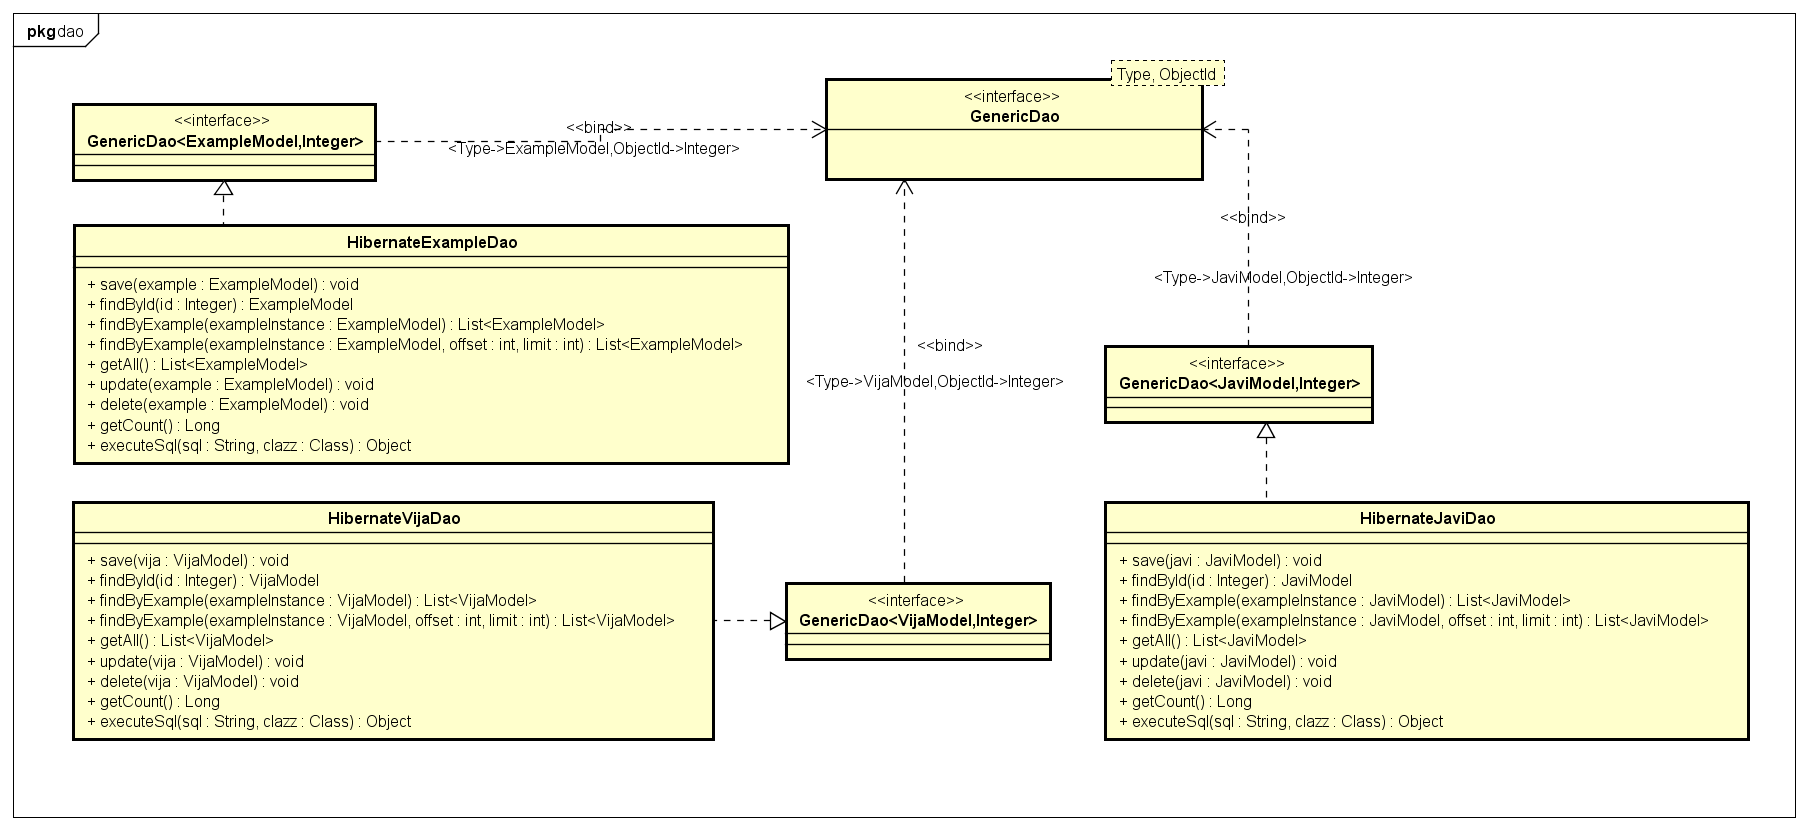 pkg dao
Type, ObjectId
<<interface>>
GenericDao
<<interface>>
GenericDao<ExampleModel,Integer>
<<bind>>
<Type->ExampleModel,ObjectId->Integer>
HibernateExampleDao
+ save(example : ExampleModel) : void
+ findById(id : Integer) : ExampleModel
+ findByExample(exampleInstance : ExampleModel) : List<ExampleModel>
+ findByExample(exampleInstance : ExampleModel, offset : int, limit : int) : List<ExampleModel>
+ getAll() : List<ExampleModel>
+ update(example : ExampleModel) : void
+ delete(example : ExampleModel) : void
+ getCount() : Long
+ executeSql(sql : String, clazz : Class) : Object
<<bind>>
<Type->JaviModel,ObjectId->Integer>
<<bind>>
<Type->VijaModel,ObjectId->Integer>
<<interface>>
GenericDao<JaviModel,Integer>
HibernateVijaDao
+ save(vija : VijaModel) : void
+ findById(id : Integer) : VijaModel
+ findByExample(exampleInstance : VijaModel) : List<VijaModel>
+ findByExample(exampleInstance : VijaModel, offset : int, limit : int) : List<VijaModel>
+ getAll() : List<VijaModel>
+ update(vija : VijaModel) : void
+ delete(vija : VijaModel) : void
+ getCount() : Long
+ executeSql(sql : String, clazz : Class) : Object
<<interface>>
GenericDao<VijaModel,Integer>
HibernateJaviDao
+ save(javi : JaviModel) : void
+ findById(id : Integer) : JaviModel
+ findByExample(exampleInstance : JaviModel) : List<JaviModel>
+ findByExample(exampleInstance : JaviModel, offset : int, limit : int) : List<JaviModel>
+ getAll() : List<JaviModel>
+ update(javi : JaviModel) : void
+ delete(javi : JaviModel) : void
+ getCount() : Long
+ executeSql(sql : String, clazz : Class) : Object